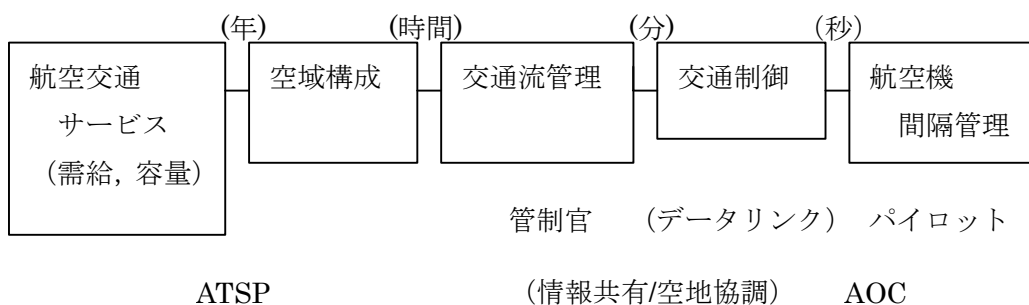 (年) (時間) (分) (秒)
航空交通 空域構成 交通流管理 交通制御 航空機
サービス 間隔管理
(需給, 容量)
管制官 (データリンク) パイロット
ATSP (情報共有/空地協調) AOC